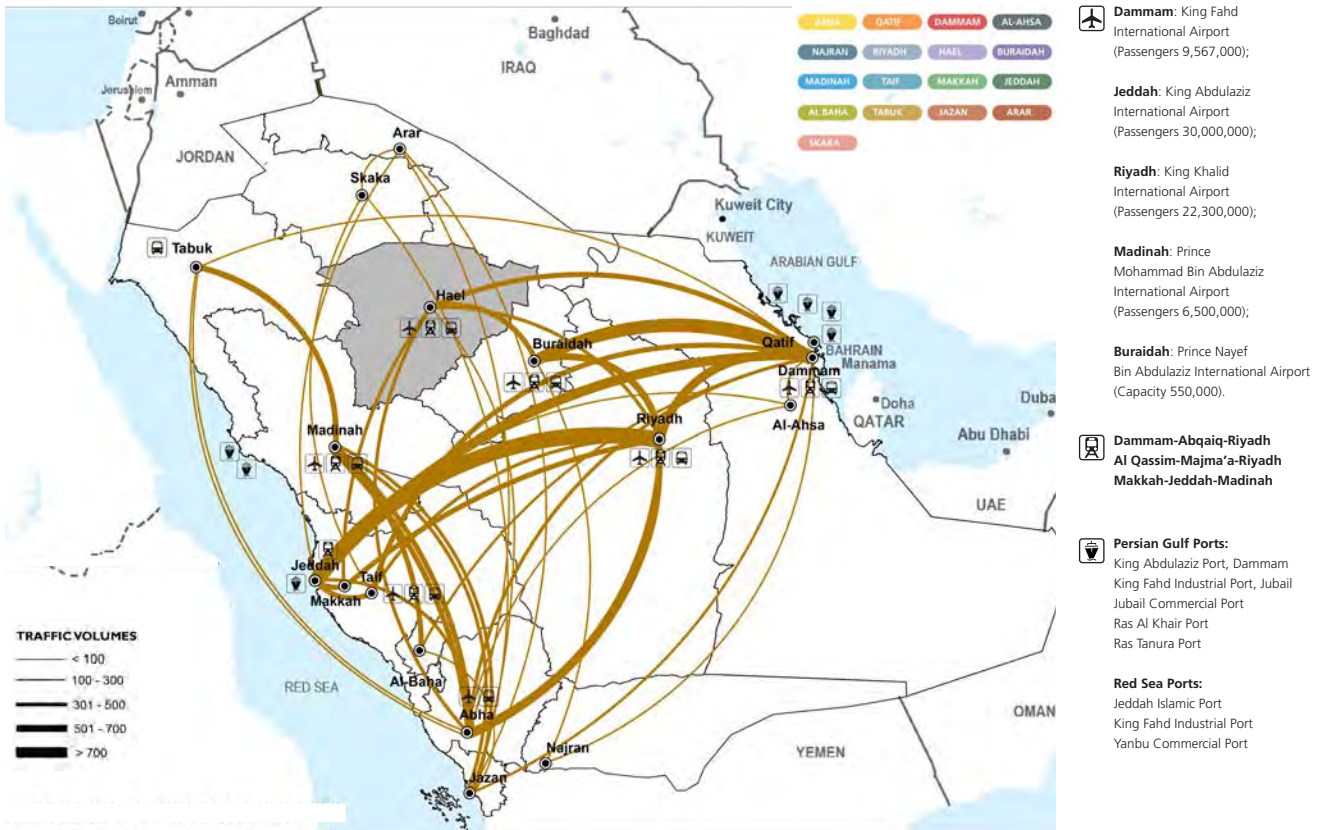 Beirut
Baghdad
IRAQ
Amman
Jerusalem
JORDAN
Arar
Skaka
Kuweit City
KUWEIT
Tabuk
ARABIAN GULF
Hael
Buraidah
Qatif
BAHRAIN
Manama
Dammam
Doha
QATAR
Duba
Abu Dhabi
Al-Ahsa
Riyadh
Madinah
UAE
Jeddah
Taif
Makkah
Al-Baha
RED SEA
Abha
Najran
Jazan
YEMEN
OMAN
TRAFFIC VOLUMES
< 100
100 - 300
301 - 500
501 - 700
> 700
ABHA QATIF DAMMAM AL-AHSA
NAJRAN RIYADH HAEL BURAIDAH
MADINAH TAIF MAKKAH JEDDAH
AL BAHA TABUK JAZAN ARAR
SKAKA
Dammam: King Fahd
International Airport
(Passengers 9,567,000);
Jeddah: King Abdulaziz
International Airport
(Passengers 30,000,000);
Riyadh: King Khalid
International Airport
(Passengers 22,300,000);
Madinah: Prince
Mohammad Bin Abdulaziz
International Airport
(Passengers 6,500,000);
Buraidah: Prince Nayef
Bin Abdulaziz International Airport
(Capacity 550,000).
Dammam-Abqaiq-Riyadh
Al Qassim-Majma‘a-Riyadh
Makkah-Jeddah-Madinah
Persian Gulf Ports:
King Abdulaziz Port, Dammam
King Fahd Industrial Port, Jubail
Jubail Commercial Port
Ras Al Khair Port
Ras Tanura Port
Red Sea Ports:
Jeddah Islamic Port
King Fahd Industrial Port
Yanbu Commercial Port